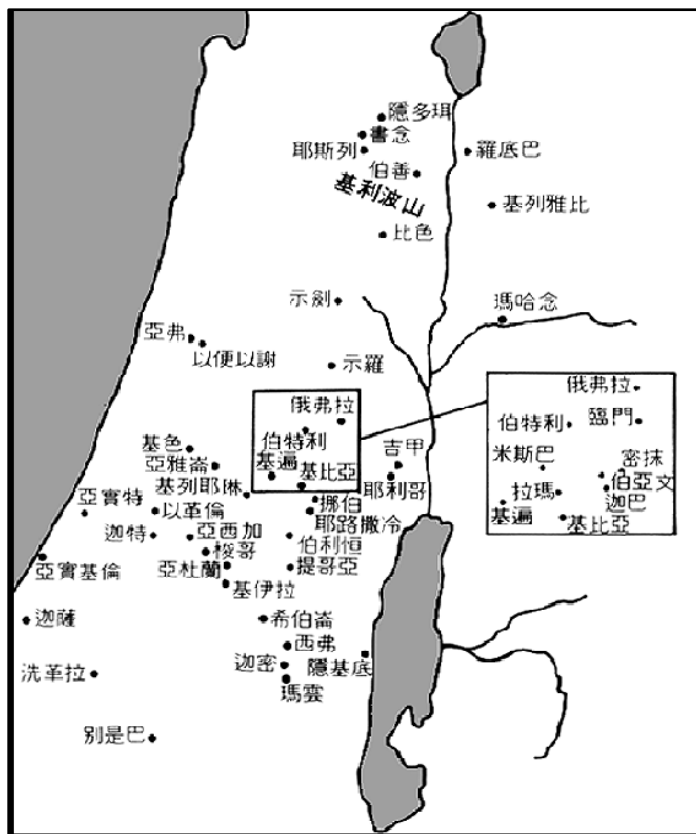 隱多珥
書念
耶斯列
羅底巴
伯善
基利波山
基列雅比
比色
示劍
瑪哈念
亞弗
以便以謝
示羅
俄弗拉
伯特利
基遍
基比亞
吉甲
耶利哥
俄弗拉
伯特利
臨門
米斯巴
密抹
伯亞文
拉瑪
迦巴
基遍
基比亞
基色
亞雅崙
基列耶琳
亞實特
以革倫
挪伯
耶路撒冷
迦特
亞西加
伯利恒
梭哥
亞實基倫
亞杜蘭
提哥亞
基伊拉
迦薩
希伯崙
西弗
迦密
隱基底
洗革拉
瑪雲
別是巴